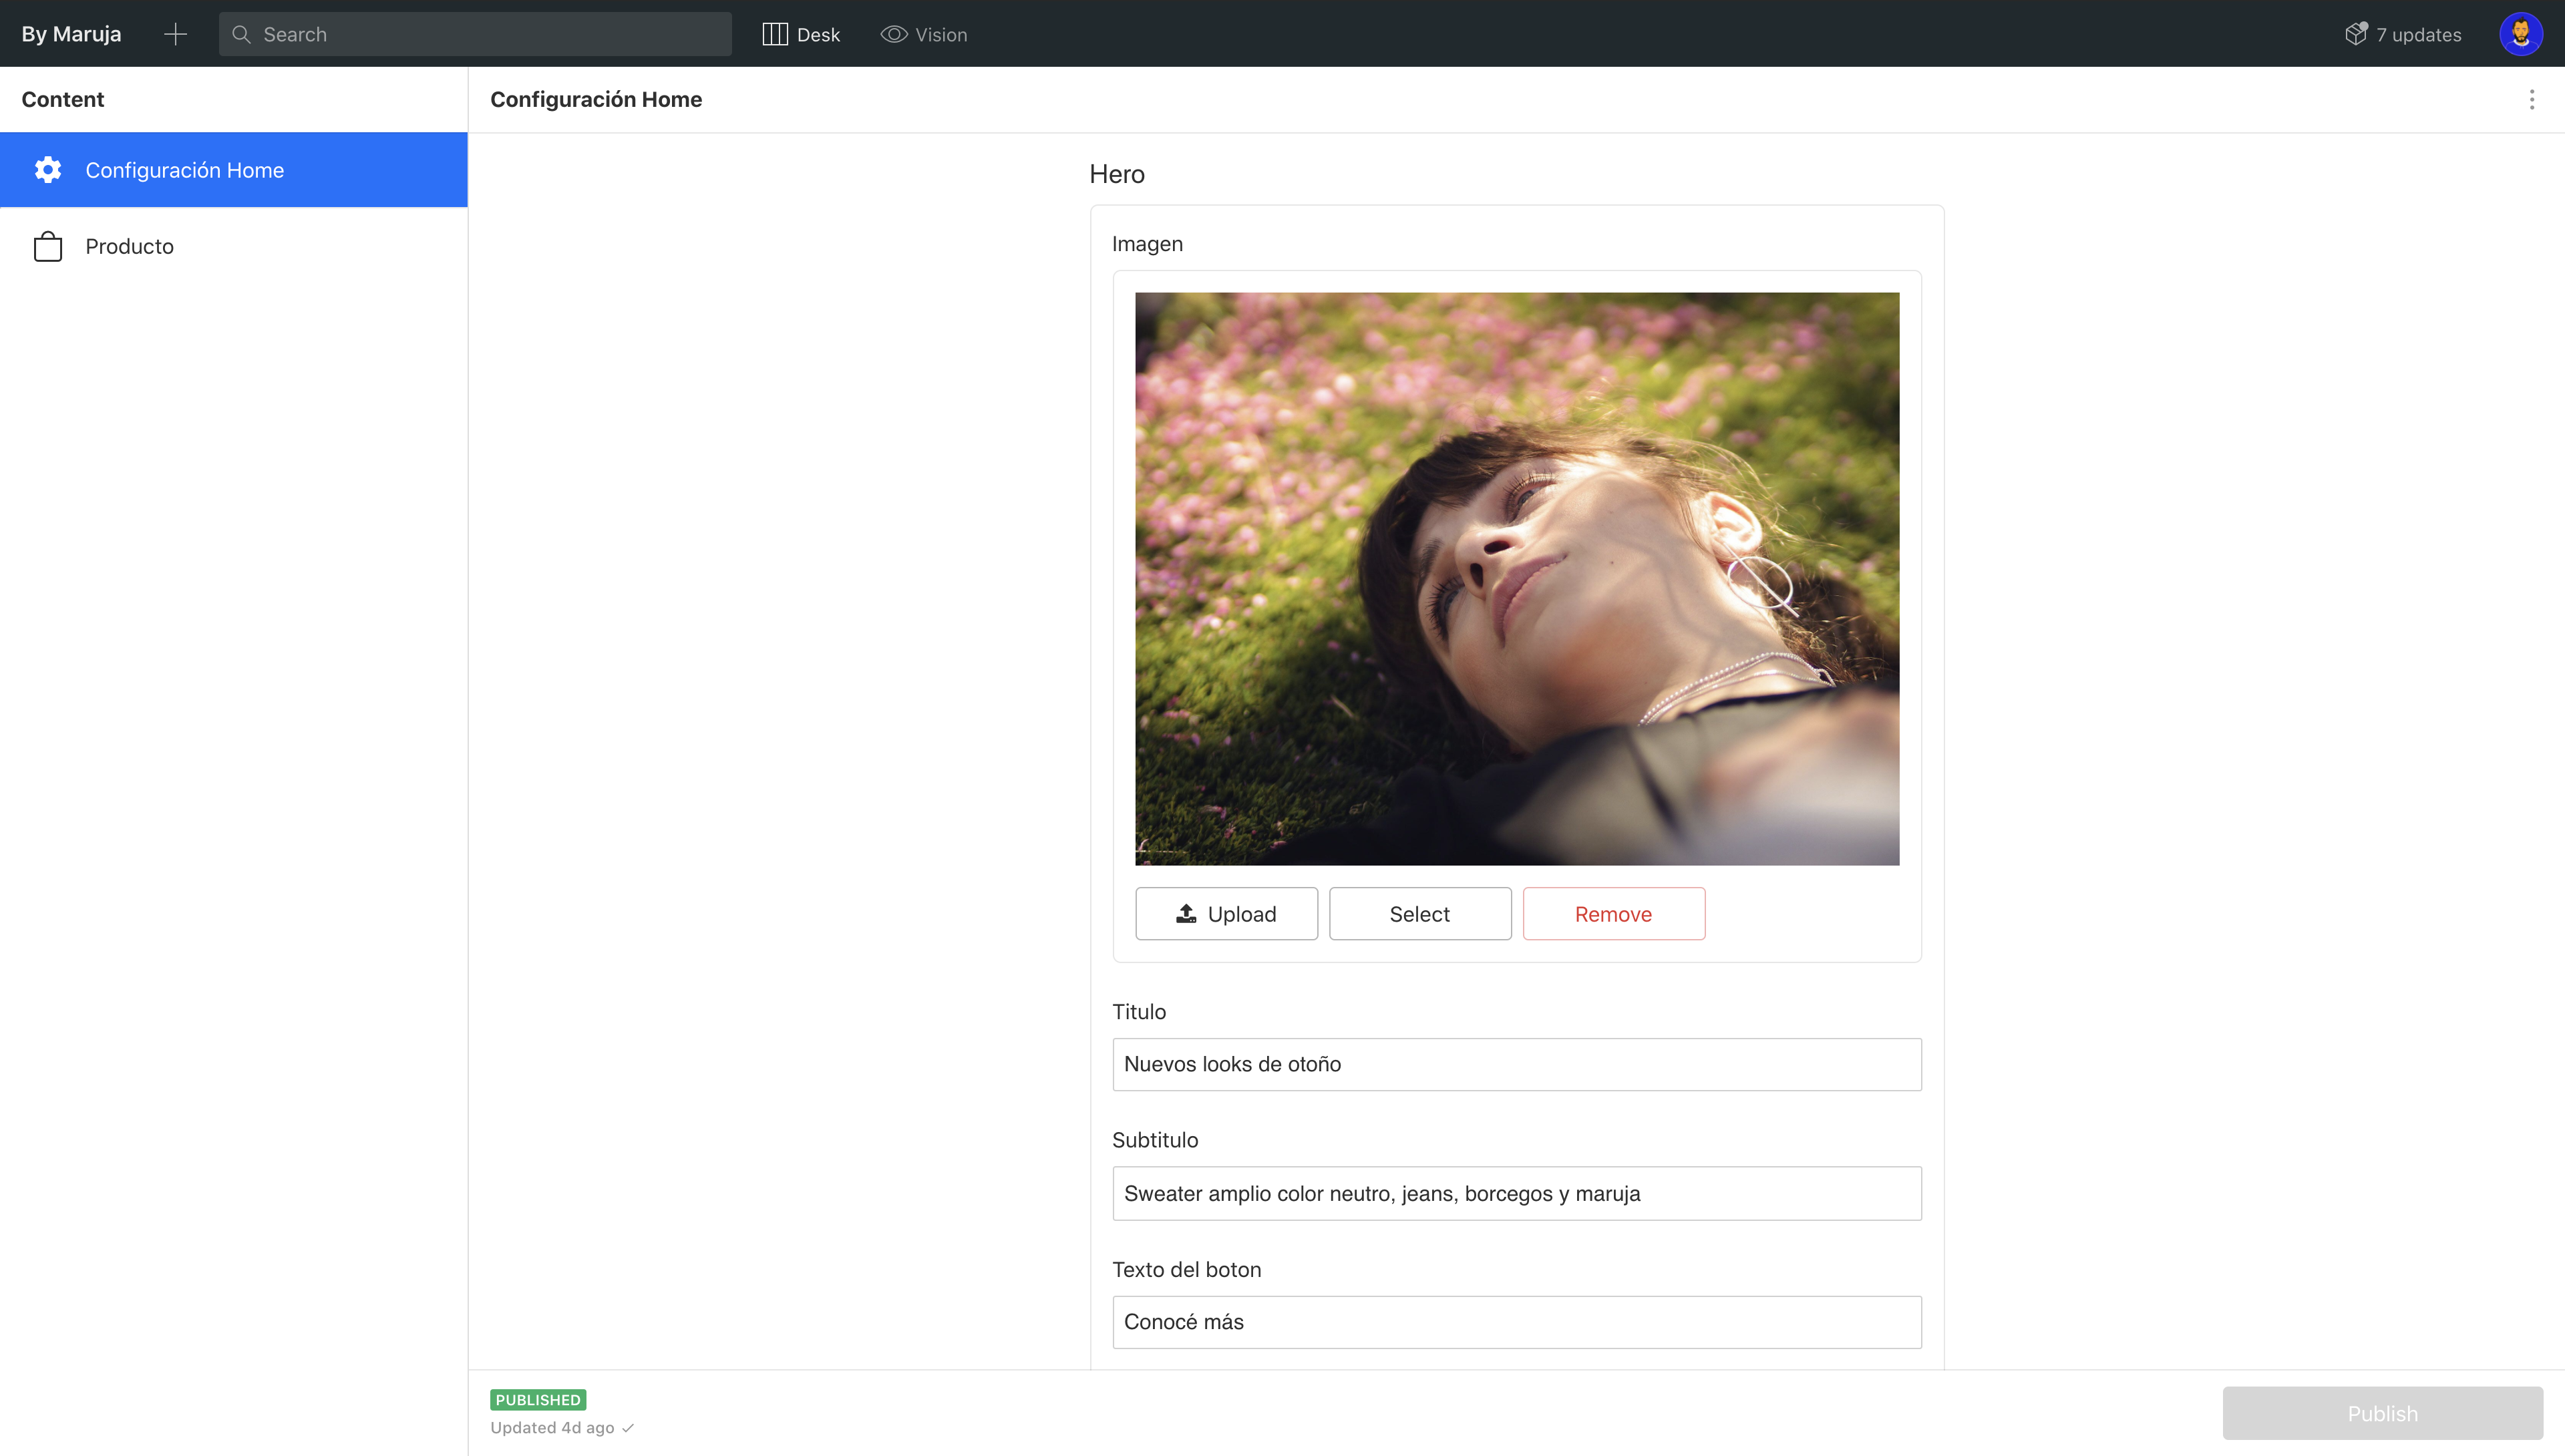 By Maruja
Search
Desk
Vision
7 updates
Content
Configuración Home
Configuración Home
Producto
Hero
Imagen
Upload
Select
Remove
Titulo
Nuevos looks de otoño
Subtitulo
Sweater amplio color neutro, jeans, borcegos y maruja
Texto del boton
Conocé más
PUBLISHED
Updated 4d ago
Publish